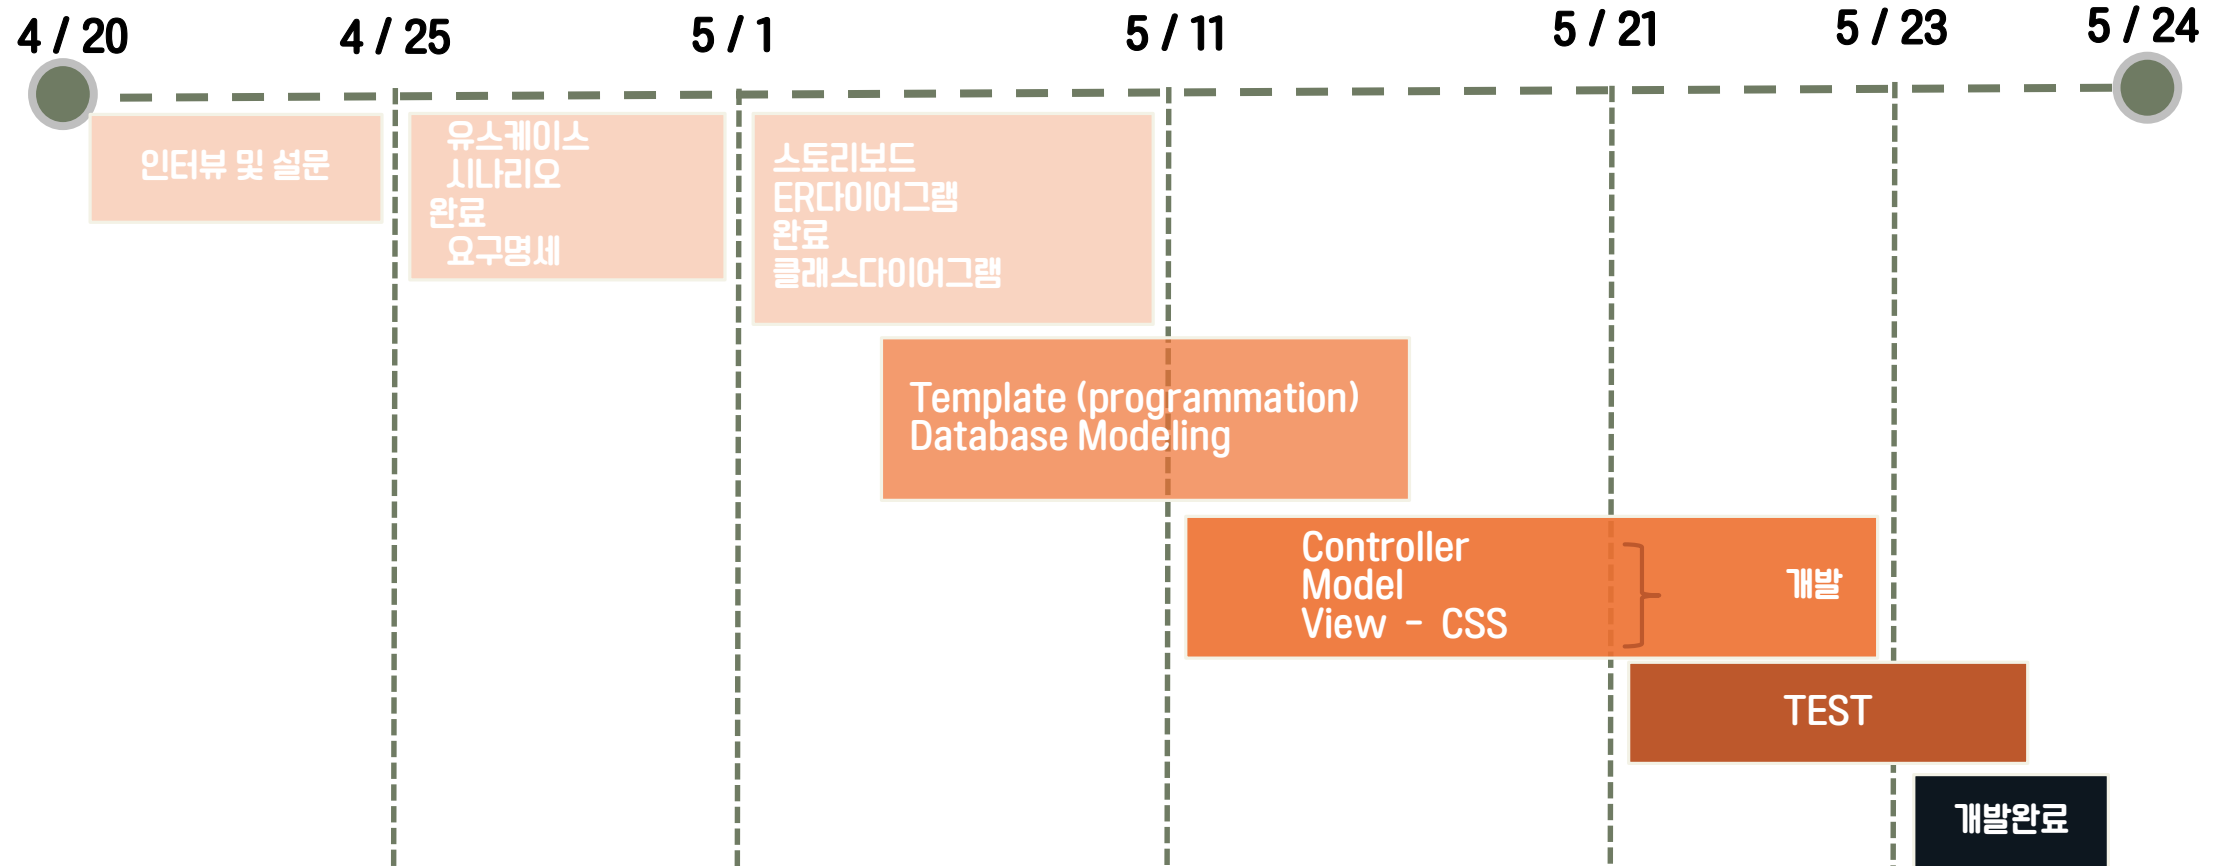 4 / 20
4 / 25
5 / 1
5 / 11
5 / 21
5 / 23
5 / 24
인터뷰 및 설문
유스케이스
시나리오
완료
요구명세
스토리보드
ER다이어그램
완료
클래스다이어그램
Template (programmation)
Database Modeling
Controller
Model
View - CSS
개발
TEST
개발완료